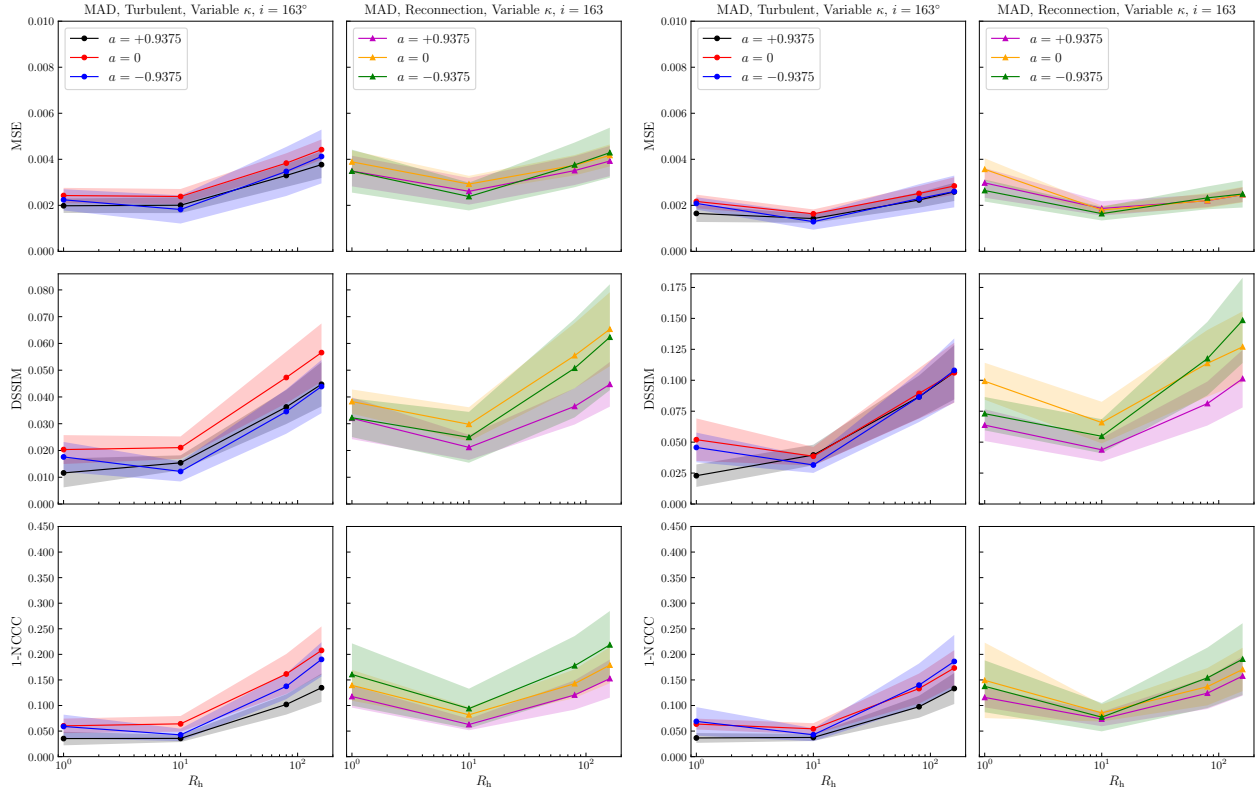 MAD, Turbulent, Variable κ, i = 163°
MAD, Reconnection, Variable κ, i = 163
MAD, Turbulent, Variable κ, i = 163°
MAD, Reconnection, Variable κ, i = 163
a = +0.9375
a = 0
a = −0.9375
a = +0.9375
a = 0
a = −0.9375
a = +0.9375
a = 0
a = −0.9375
a = +0.9375
a = 0
a = −0.9375
MSE
0.010
0.008
0.006
0.004
0.002
0.000
MSE
0.010
0.008
0.006
0.004
0.002
0.000
DSSIM
0.080
0.070
0.060
0.050
0.040
0.030
0.020
0.010
0.000
DSSIM
0.175
0.150
0.125
0.100
0.075
0.050
0.025
0.000
1-NCCC
0.450
0.400
0.350
0.300
0.250
0.200
0.150
0.100
0.050
0.000
1-NCCC
0.450
0.400
0.350
0.300
0.250
0.200
0.150
0.100
0.050
0.000
10⁰ 10¹ 10²
10⁰ 10¹ 10²
10⁰ 10¹ 10²
10⁰ 10¹ 10²
R_h
R_h
R_h
R_h